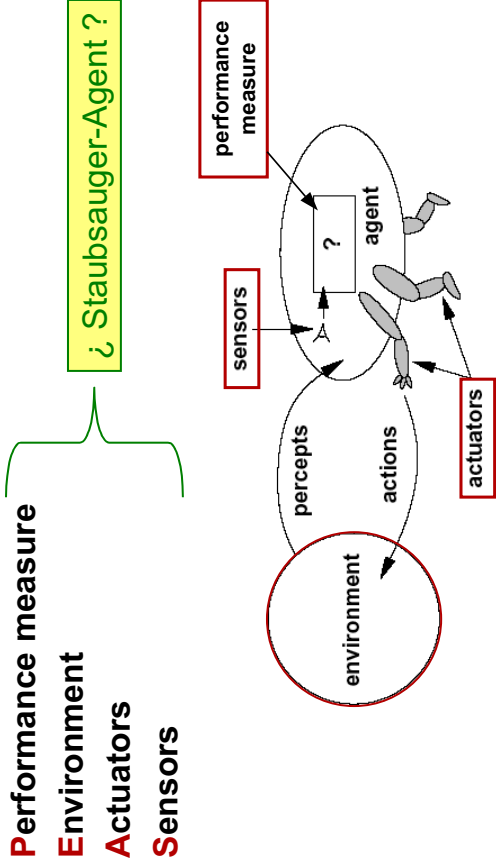 Performance measure
Environment
Actuators
Sensors
¿ Staubsauger-Agent ?
performance
measure
sensors
?
agent
percepts
environment
actions
actuators